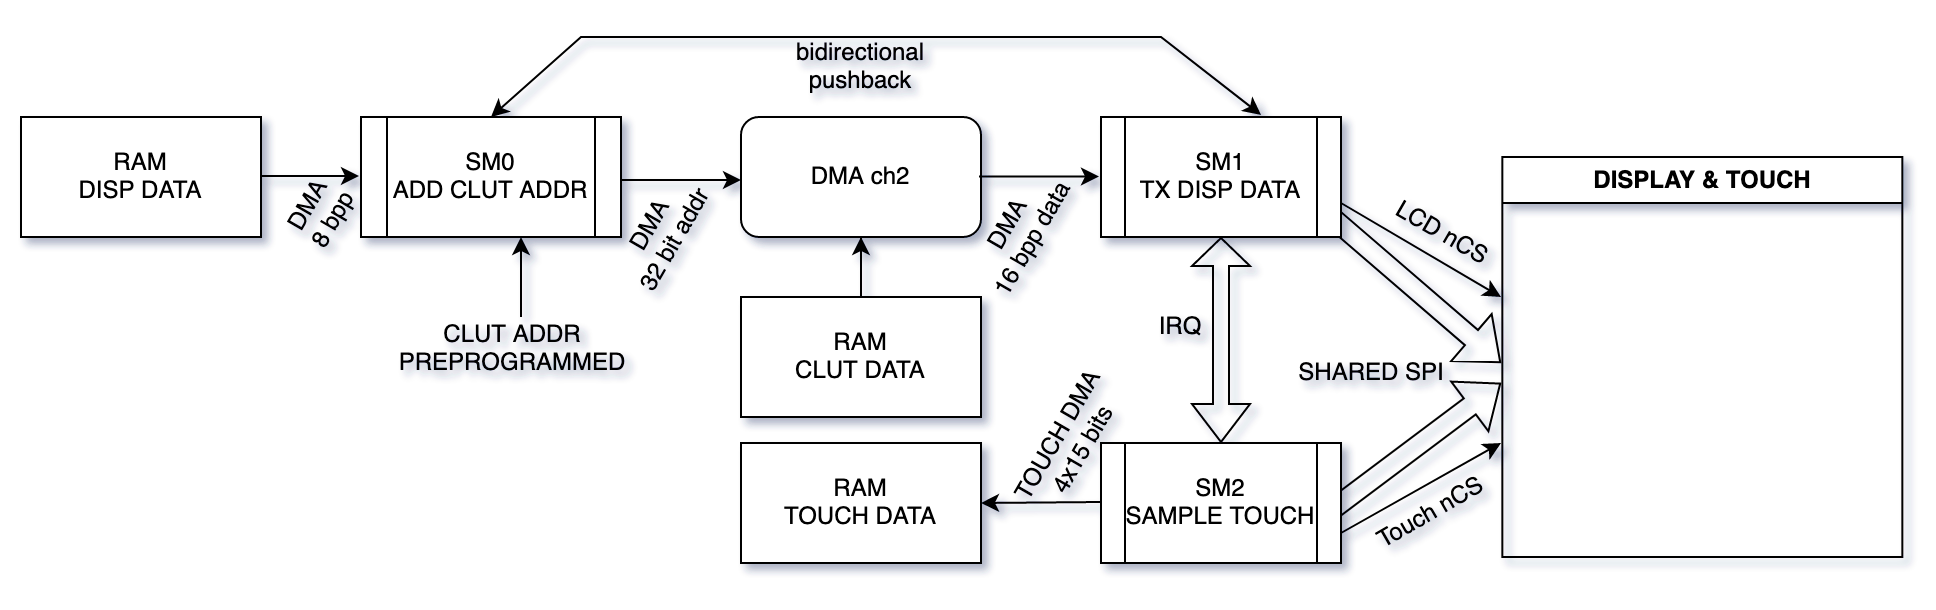 bidirectional
pushback
RAM
DISP DATA
DMA
8 bpp
SM0
ADD CLUT ADDR
DMA
32 bit addr
DMA ch2
DMA
16 bpp data
SM1
TX DISP DATA
LCD nCS
DISPLAY & TOUCH
CLUT ADDR
PREPROGRAMMED
RAM
CLUT DATA
IRQ
SHARED SPI
RAM
TOUCH DATA
TOUCH DMA
4x15 bits
SM2
SAMPLE TOUCH
Touch nCS